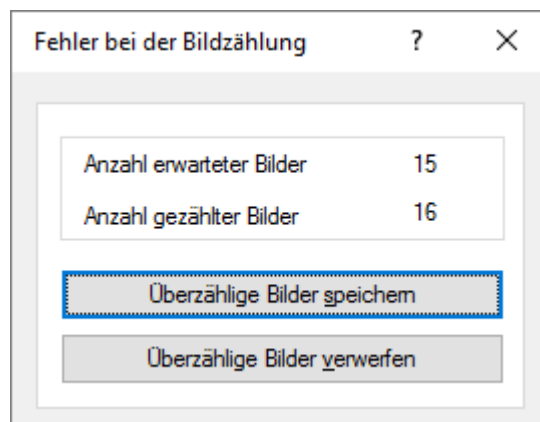 Fehler bei der Bildzählung ?
Anzahl erwarteter Bilder 15
Anzahl gezählter Bilder 16
Überzählige Bilder speichern
Überzählige Bilder verwerfen